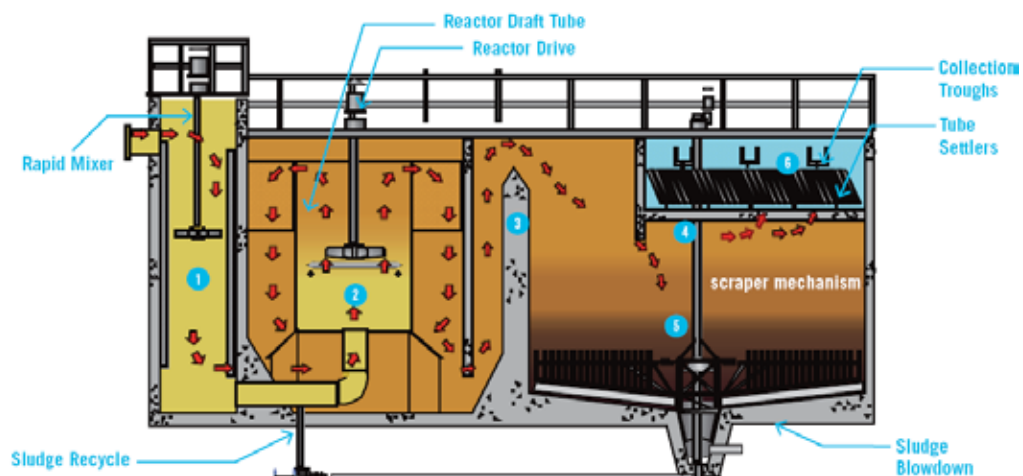 Reactor Draft Tube
Reactor Drive
Collection
Troughs
Tube
Settlers
Rapid Mixer
6
3
4
1
scraper mechanism
2
5
Sludge Recycle
Sludge
Blowdown